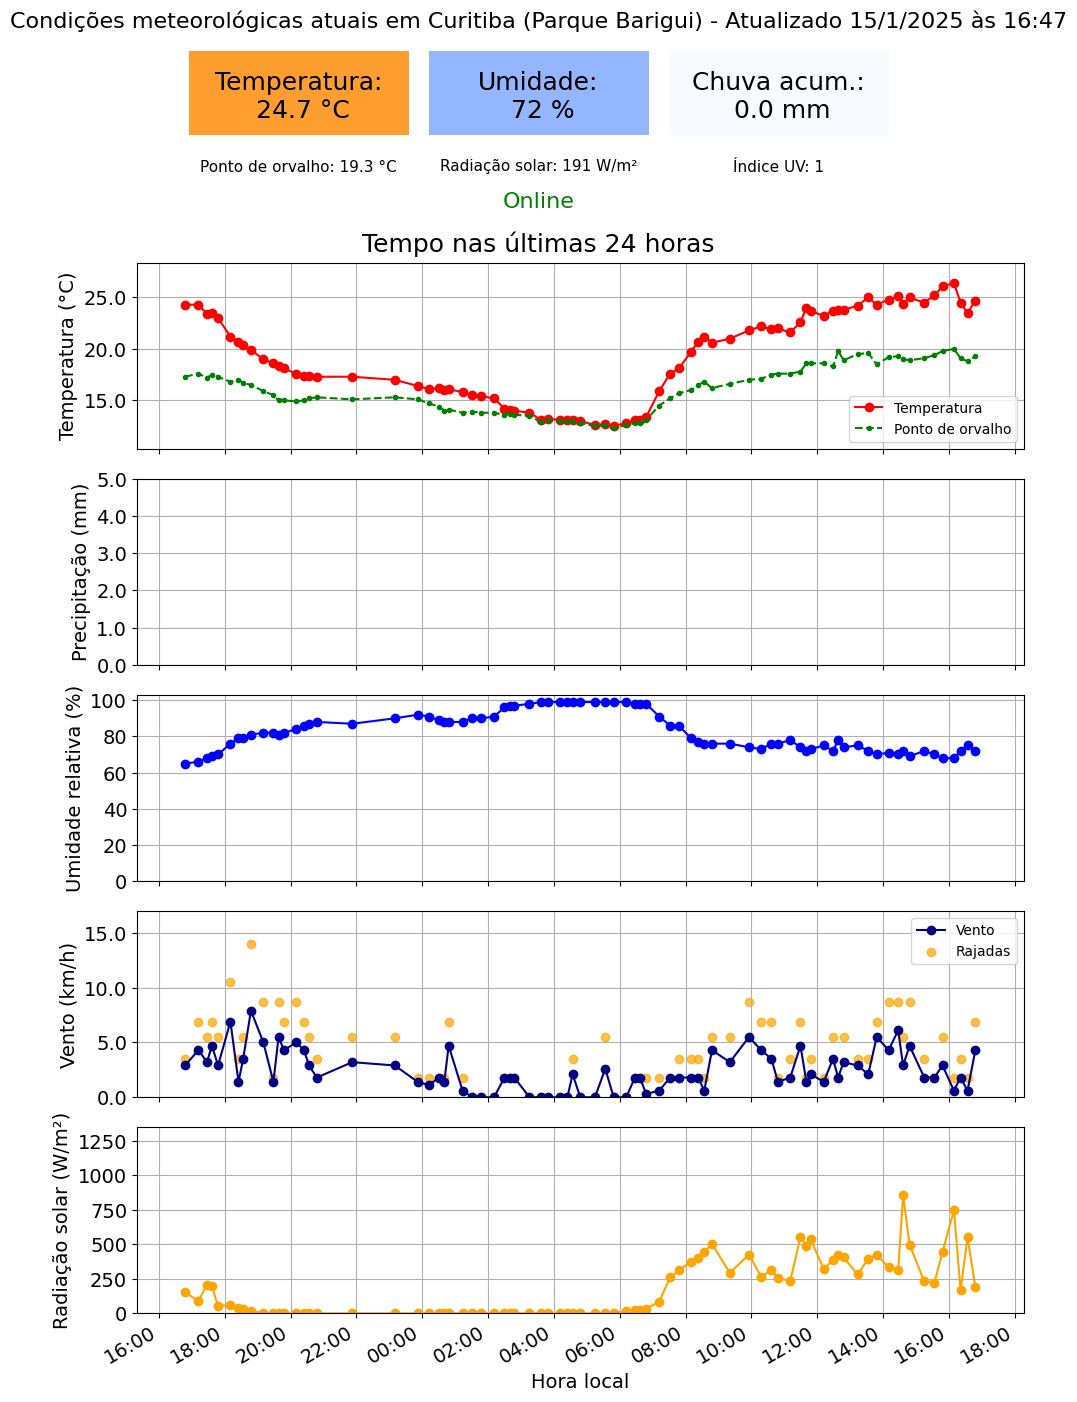 Condições meteorológicas atuais em Curitiba (Parque Barigui) - Atualizado 15/1/2025 às 16:47
Temperatura:
24.7 °C
Umidade:
72 %
Chuva acum.:
0.0 mm
Ponto de orvalho: 19.3 °C
Radiação solar: 191 W/m²
Índice UV: 1
Online
Tempo nas últimas 24 horas
Temperatura (°C)
25.0
20.0
15.0
Temperatura
Ponto de orvalho
Precipitação (mm)
5.0
4.0
3.0
2.0
1.0
0.0
Umidade relativa (%)
100
80
60
40
20
0
Vento (km/h)
15.0
10.0
5.0
0.0
Vento
Rajadas
Radiação solar (W/m²)
1250
1000
750
500
250
0
16:00 18:00 20:00 22:00 00:00 02:00 04:00 06:00 08:00 10:00 12:00 14:00 16:00 18:00
Hora local